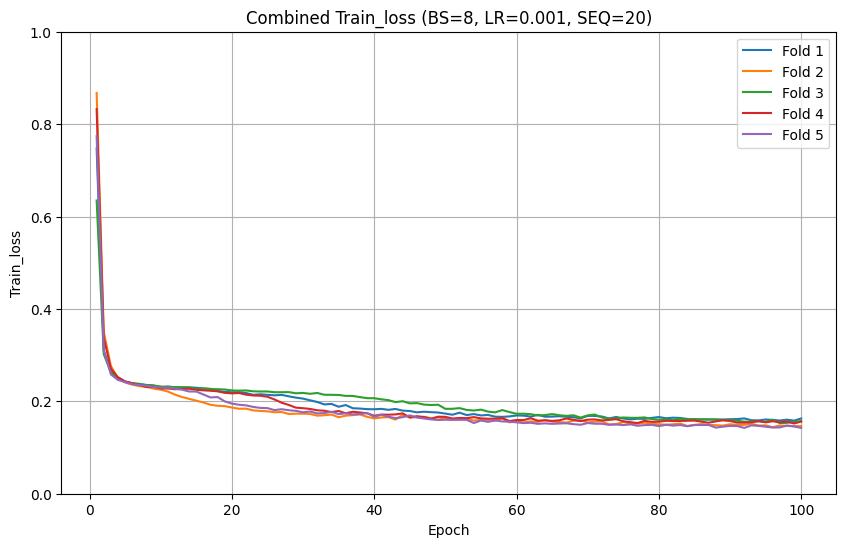 Combined Train_loss (BS=8, LR=0.001, SEQ=20)
1.0
0.8
0.6
0.4
0.2
0.0
Train_loss
Fold 1
Fold 2
Fold 3
Fold 4
Fold 5
0 20 40 60 80 100
Epoch